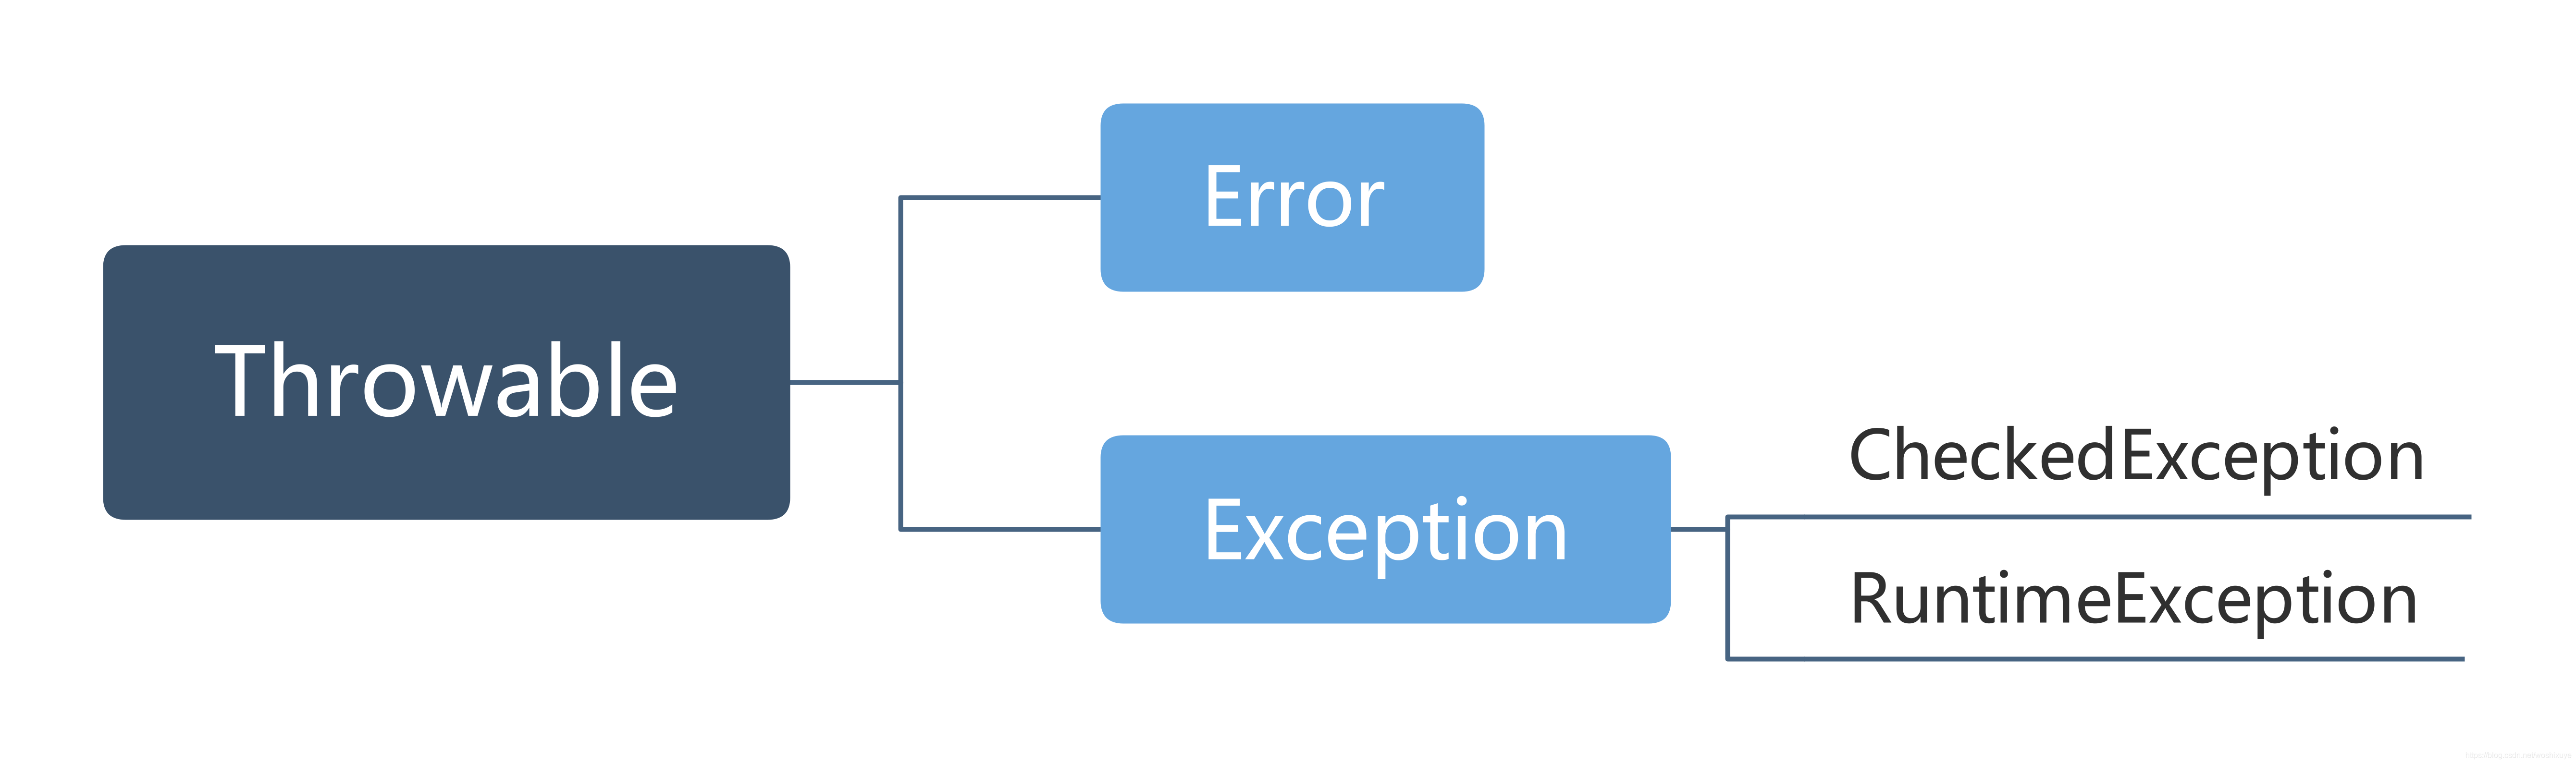 Throwable
Error
Exception
CheckedException
RuntimeException